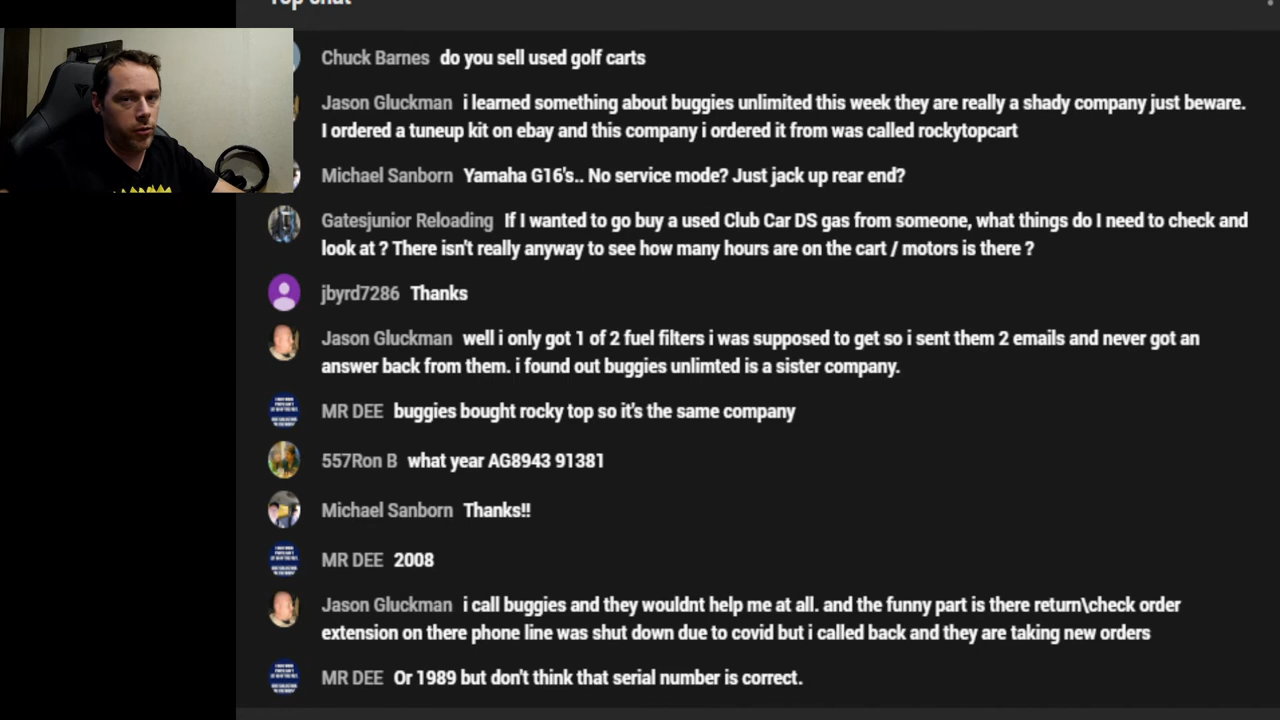 Top chat
Chuck Barnes do you sell used golf carts
Jason Gluckman i learned something about buggies unlimited this week they are really a shady company just beware.
I ordered a tuneup kit on ebay and this company i ordered it from was called rockytopcart
Michael Sanborn Yamaha G16's.. No service mode? Just jack up rear end?
Gatesjunior Reloading If I wanted to go buy a used Club Car DS gas from someone, what things do I need to check and
look at ? There isn't really anyway to see how many hours are on the cart / motors is there ?
jbyrd7286 Thanks
Jason Gluckman well i only got 1 of 2 fuel filters i was supposed to get so i sent them 2 emails and never got an
answer back from them. i found out buggies unlimted is a sister company.
MR DEE buggies bought rocky top so it's the same company
557Ron B what year AG8943 91381
Michael Sanborn Thanks!!
MR DEE 2008
Jason Gluckman i call buggies and they wouldnt help me at all. and the funny part is there return\check order
extension on there phone line was shut down due to covid but i called back and they are taking new orders
MR DEE Or 1989 but don't think that serial number is correct.